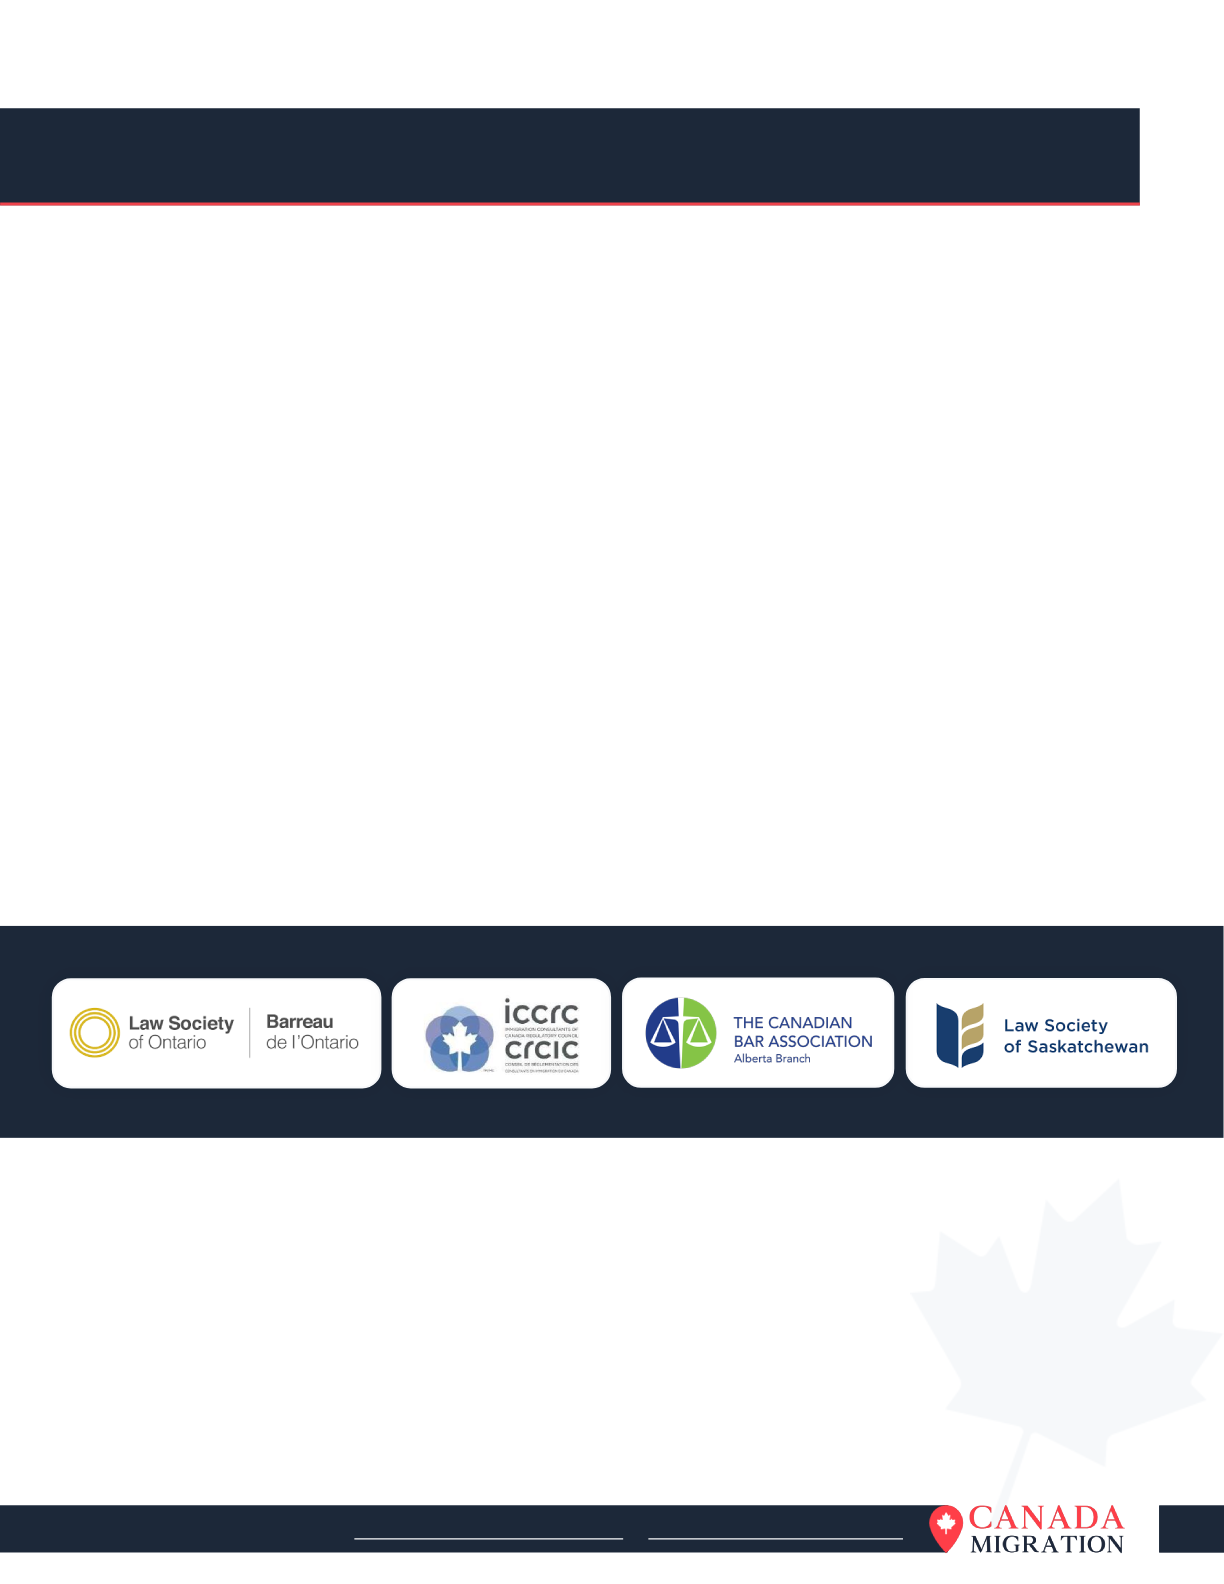 Law Society
of Ontario
Barreau
de l'Ontario
iccrc
IMMIGRATION CONSULTANTS OF
CANADA REGULATORY COUNCIL
crcic
CONSEIL DE RÉGLEMENTATION DES
CONSULTANTS EN IMMIGRATION DU CANADA
THE CANADIAN
BAR ASSOCIATION
Alberta Branch
Law Society
of Saskatchewan
CANADA
MIGRATION